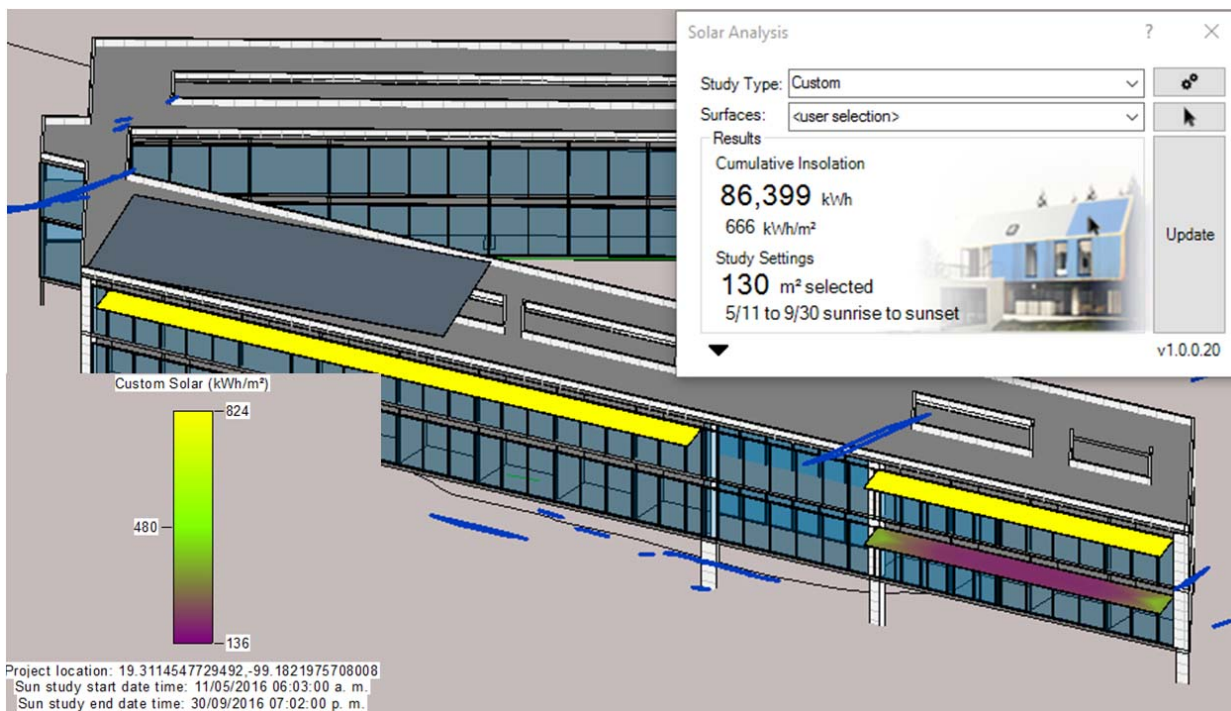 Solar Analysis
? ×
Study Type: Custom
Surfaces: <user selection>
Results
Cumulative Insolation
86,399 kWh
666 kWh/m²
Study Settings
130 m² selected
5/11 to 9/30 sunrise to sunset
Update
v1.0.0.20
Custom Solar (kWh/m²)
824
480
136
Project location: 19.3114547729492,-99.1821975708008
Sun study start date time: 11/05/2016 06:03:00 a. m.
Sun study end date time: 30/09/2016 07:02:00 p. m.